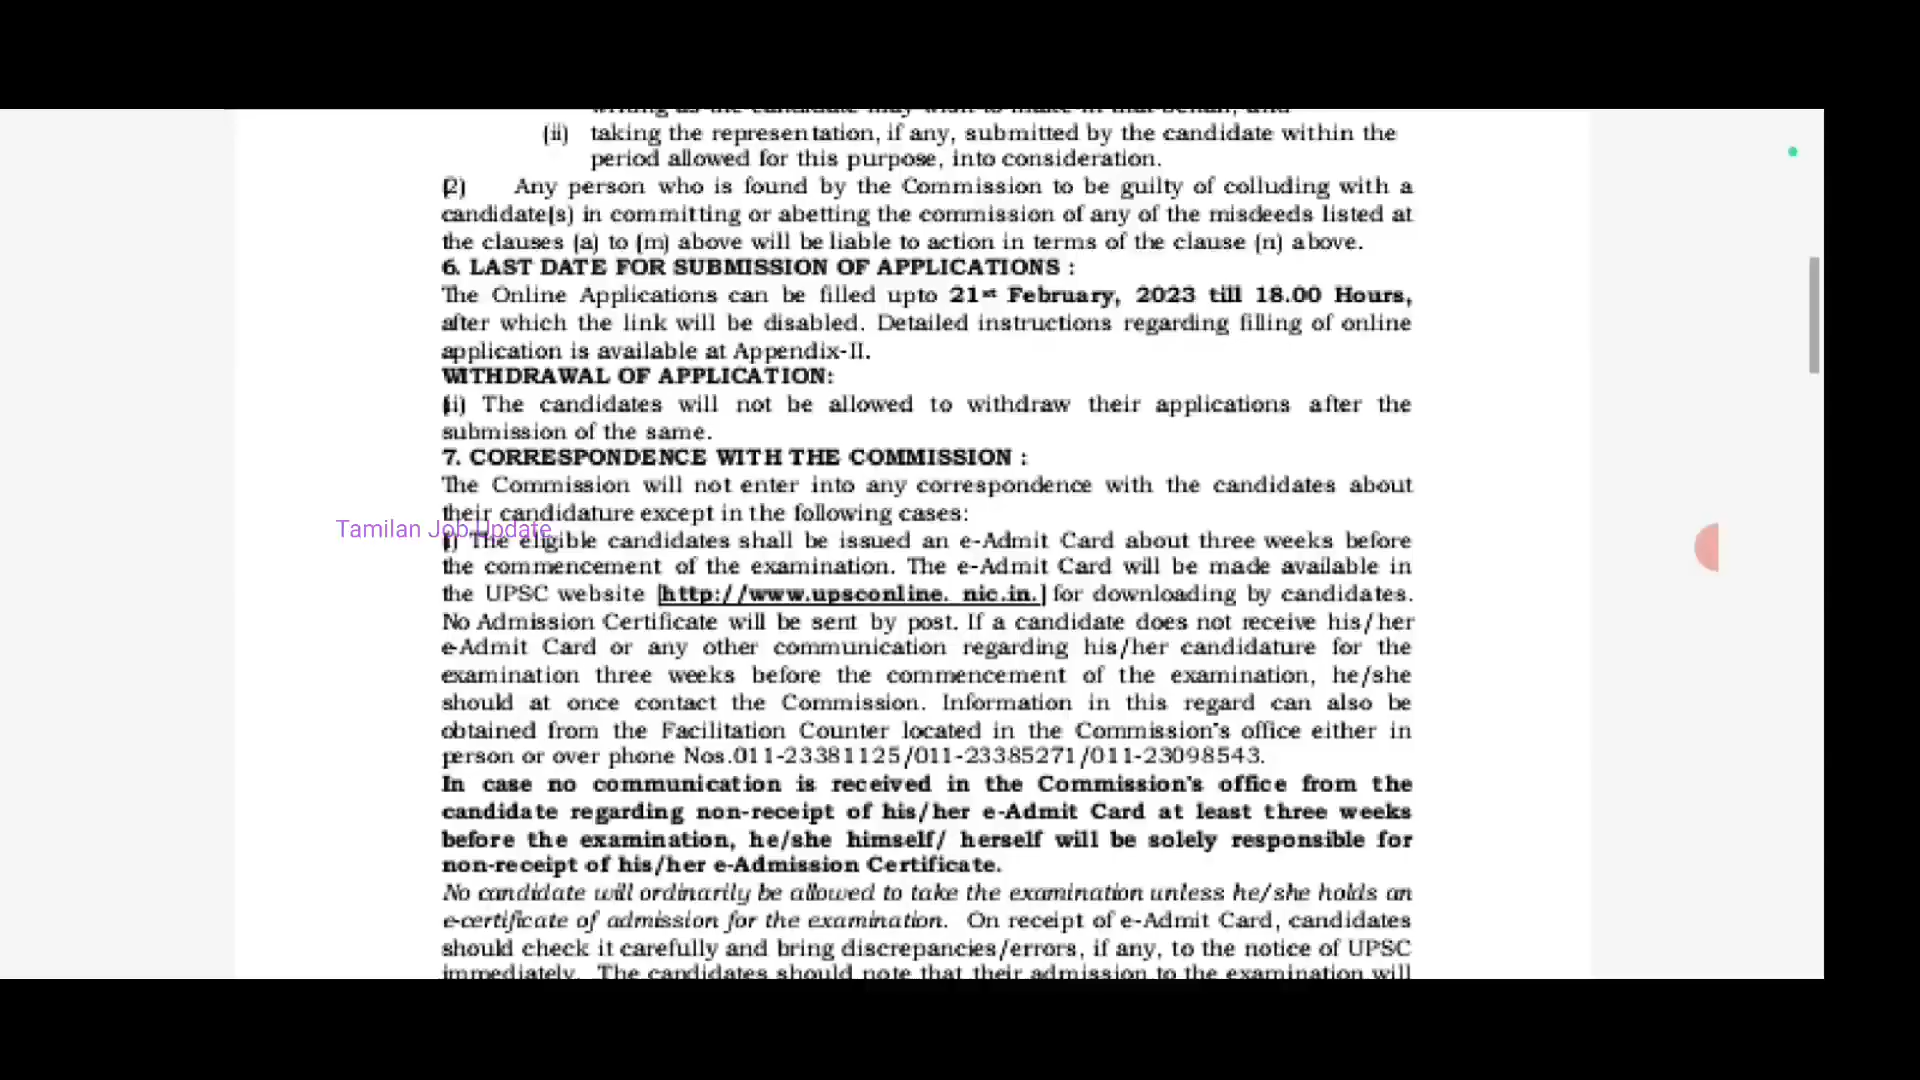 (ii) taking the representation, if any, submitted by the candidate within the
period allowed for this purpose, into consideration.
(2) Any person who is found by the Commission to be guilty of colluding with a
candidate(s) in committing or abetting the commission of any of the misdeeds listed at
the clauses (a) to (m) above will be liable to action in terms of the clause (n) above.
6. LAST DATE FOR SUBMISSION OF APPLICATIONS :
The Online Applications can be filled upto 21st February, 2023 till 18.00 Hours,
after which the link will be disabled. Detailed instructions regarding filling of online
application is available at Appendix-II.
WITHDRAWAL OF APPLICATION:
(ii) The candidates will not be allowed to withdraw their applications after the
submission of the same.
7. CORRESPONDENCE WITH THE COMMISSION :
The Commission will not enter into any correspondence with the candidates about
their candidature except in the following cases:
Tamilan Job Update
(i) The eligible candidates shall be issued an e-Admit Card about three weeks before
the commencement of the examination. The e-Admit Card will be made available in
the UPSC website [http://www.upsconline. nic.in.] for downloading by candidates.
No Admission Certificate will be sent by post. If a candidate does not receive his/her
e-Admit Card or any other communication regarding his/her candidature for the
examination three weeks before the commencement of the examination, he/she
should at once contact the Commission. Information in this regard can also be
obtained from the Facilitation Counter located in the Commission's office either in
person or over phone Nos.011-23381125/011-23385271/011-23098543.
In case no communication is received in the Commission's office from the
candidate regarding non-receipt of his/her e-Admit Card at least three weeks
before the examination, he/she himself/ herself will be solely responsible for
non-receipt of his/her e-Admission Certificate.
No candidate will ordinarily be allowed to take the examination unless he/she holds an
e-certificate of admission for the examination. On receipt of e-Admit Card, candidates
should check it carefully and bring discrepancies/errors, if any, to the notice of UPSC
immediately. The candidates should note that their admission to the examination will